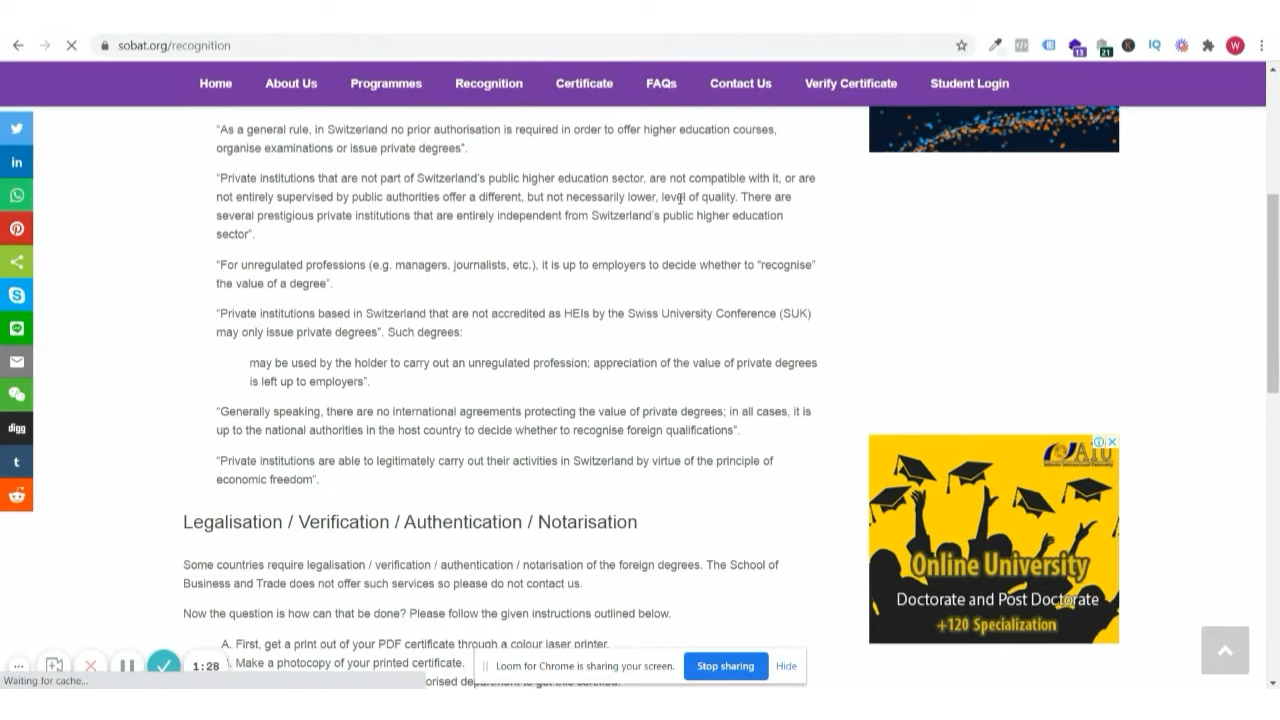 sobat.org/recognition
13
21
K
IQ
W
Home About Us Programmes Recognition Certificate FAQs Contact Us Verify Certificate Student Login
"As a general rule, in Switzerland no prior authorisation is required in order to offer higher education courses,
organise examinations or issue private degrees".
"Private institutions that are not part of Switzerland's public higher education sector, are not compatible with it, or are
not entirely supervised by public authorities offer a different, but not necessarily lower, level of quality. There are
several prestigious private institutions that are entirely independent from Switzerland's public higher education
sector".
"For unregulated professions (e.g. managers, journalists, etc.), it is up to employers to decide whether to "recognise"
the value of a degree".
"Private institutions based in Switzerland that are not accredited as HEIs by the Swiss University Conference (SUK)
may only issue private degrees". Such degrees:
may be used by the holder to carry out an unregulated profession; appreciation of the value of private degrees
is left up to employers".
"Generally speaking, there are no international agreements protecting the value of private degrees; in all cases, it is
up to the national authorities in the host country to decide whether to recognise foreign qualifications".
"Private institutions are able to legitimately carry out their activities in Switzerland by virtue of the principle of
economic freedom".
Legalisation / Verification / Authentication / Notarisation
Some countries require legalisation / verification / authentication / notarisation of the foreign degrees. The School of
Business and Trade does not offer such services so please do not contact us.
Now the question is how can that be done? Please follow the given instructions outlined below.
A. First, get a print out of your PDF certificate through a colour laser printer.
. Make a photocopy of your printed certificate.
in
digg
t
AIU
Atlantic International University
Online University
Doctorate and Post Doctorate
+120 Specialization
1:28
Loom for Chrome is sharing your screen. Stop sharing Hide
Waiting for cache...